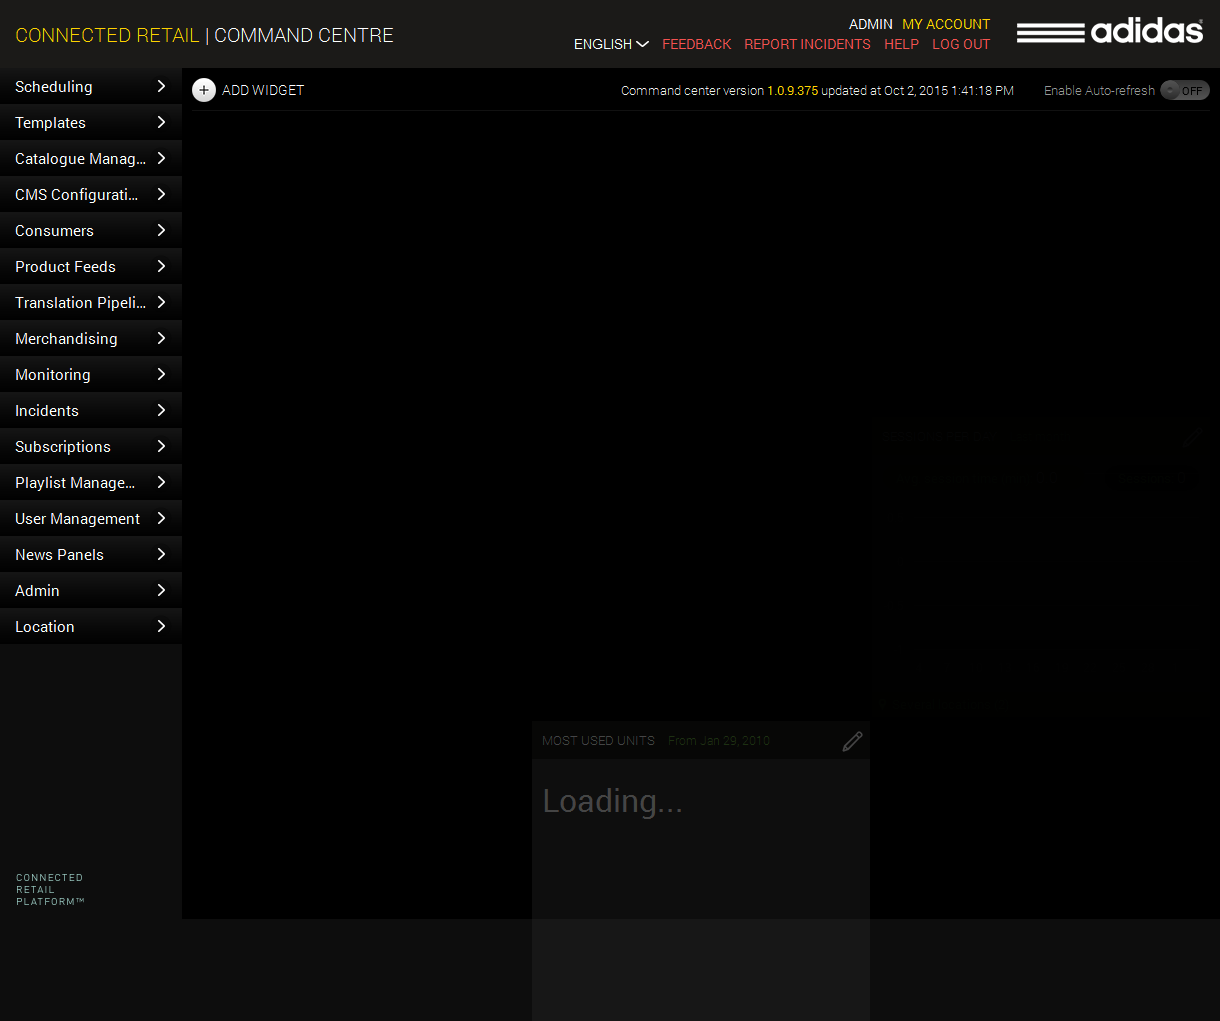 CONNECTED RETAIL | COMMAND CENTRE
ADMIN MY ACCOUNT
ENGLISH FEEDBACK REPORT INCIDENTS HELP LOG OUT
adidas
Scheduling
Templates
Catalogue Manag...
CMS Configurati...
Consumers
Product Feeds
Translation Pipeli...
Merchandising
Monitoring
Incidents
Subscriptions
Playlist Manage...
User Management
News Panels
Admin
Location
CONNECTED
RETAIL
PLATFORM™
ADD WIDGET
Command center version 1.0.9.375 updated at Oct 2, 2015 1:41:18 PM
Enable Auto-refresh OFF
MOST USED UNITS From Jan 29, 2010
Loading...